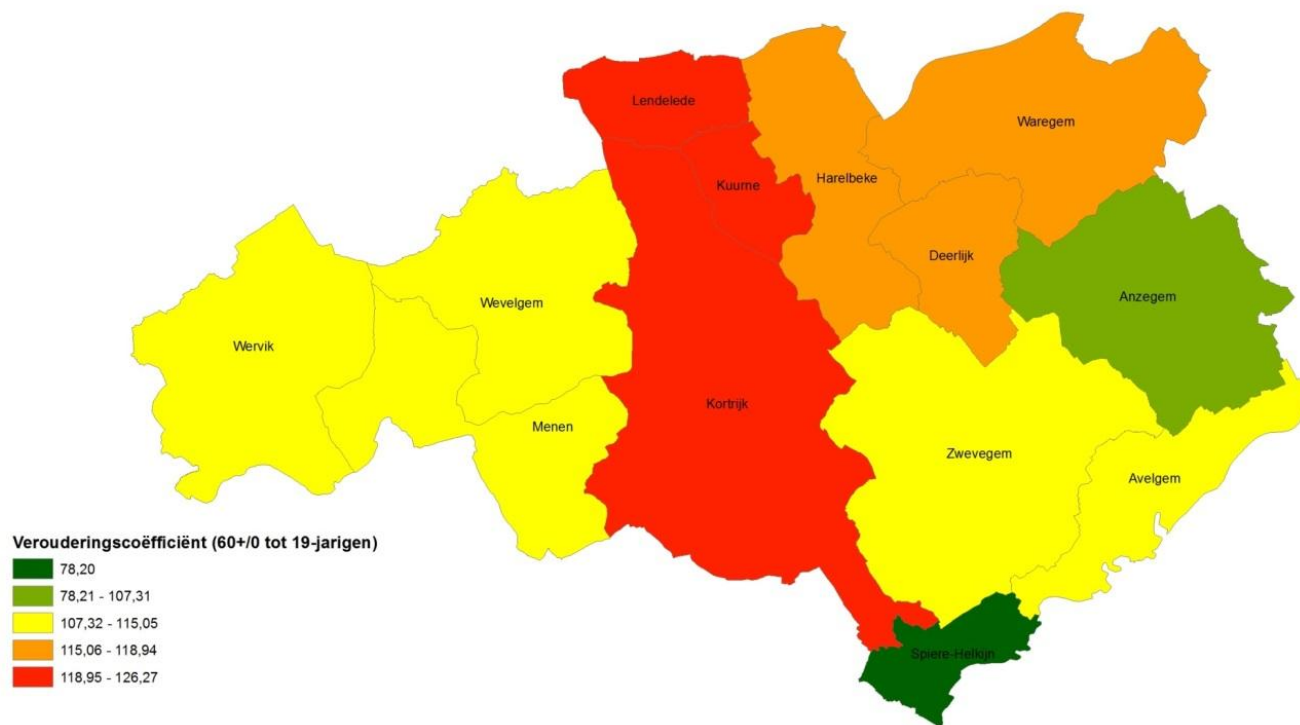 Lendelede
Waregem
Kuurne
Harelbeke
Deerlijk
Anzegem
Wevelgem
Wervik
Kortrijk
Menen
Zwevegem
Avelgem
Spiere-Helkijn
Verouderingscoëfficiënt (60+/0 tot 19-jarigen)
78,20
78,21 - 107,31
107,32 - 115,05
115,06 - 118,94
118,95 - 126,27